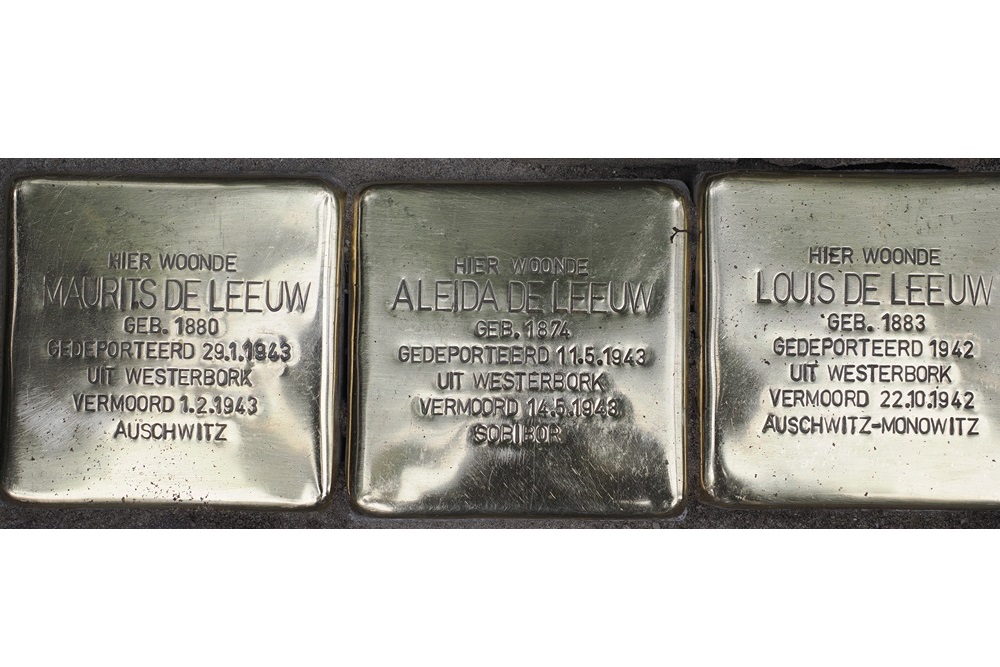 HIER WOONDE
MAURITS DE LEEUW
GEB. 1880
GEDEPORTEERD 29.1.1943
UIT WESTERBORK
VERMOORD 1.2.1943
AUSCHWITZ
HIER WOONDE
ALEIDA DE LEEUW
GEB. 1874
GEDEPORTEERD 11.5.1943
UIT WESTERBORK
VERMOORD 14.5.1943
SOBIBOR
HIER WOONDE
LOUIS DE LEEUW
GEB. 1883
GEDEPORTEERD 1942
UIT WESTERBORK
VERMOORD 22.10.1942
AUSCHWITZ-MONOWITZ